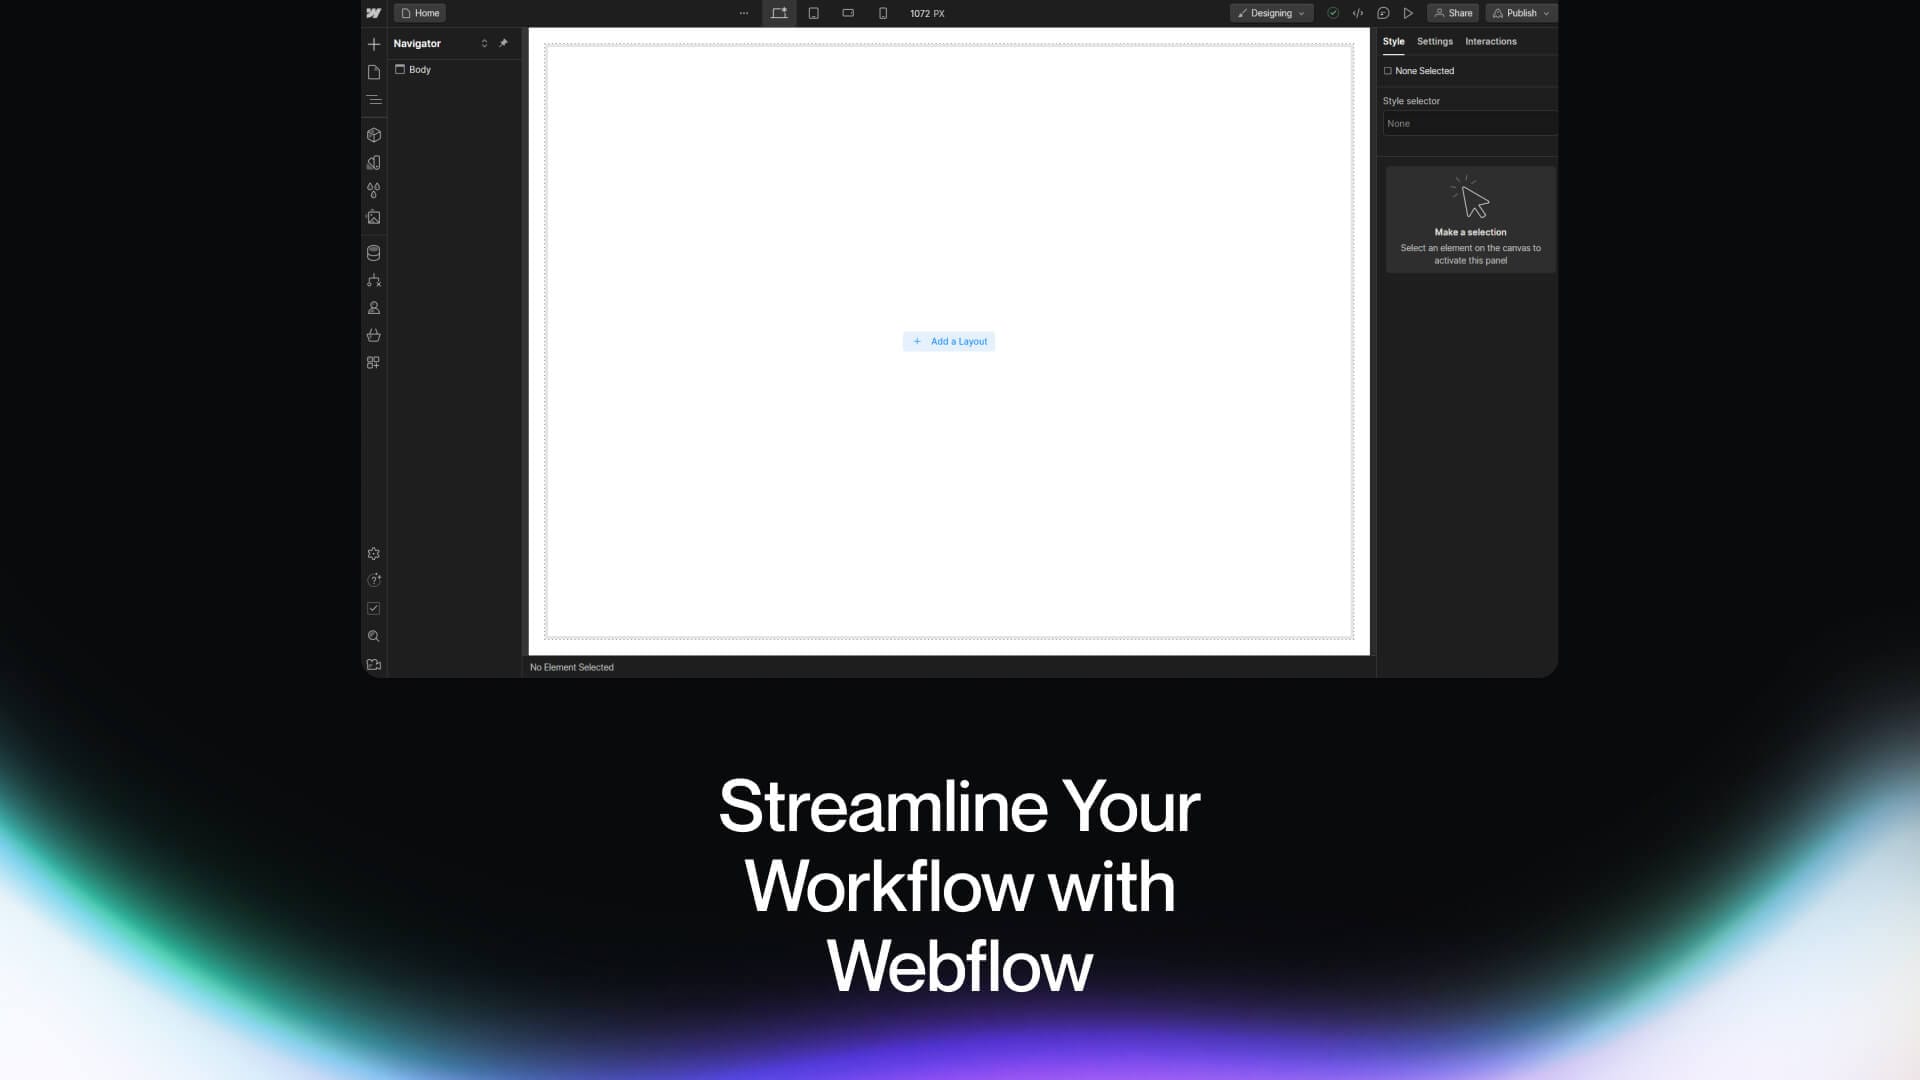 Home
1072 PX
Designing
Share
Publish
Navigator
Body
Style
Settings
Interactions
None Selected
Style selector
None
Make a selection
Select an element on the canvas to
activate this panel
+ Add a Layout
No Element Selected
Streamline Your
Workflow with
Webflow